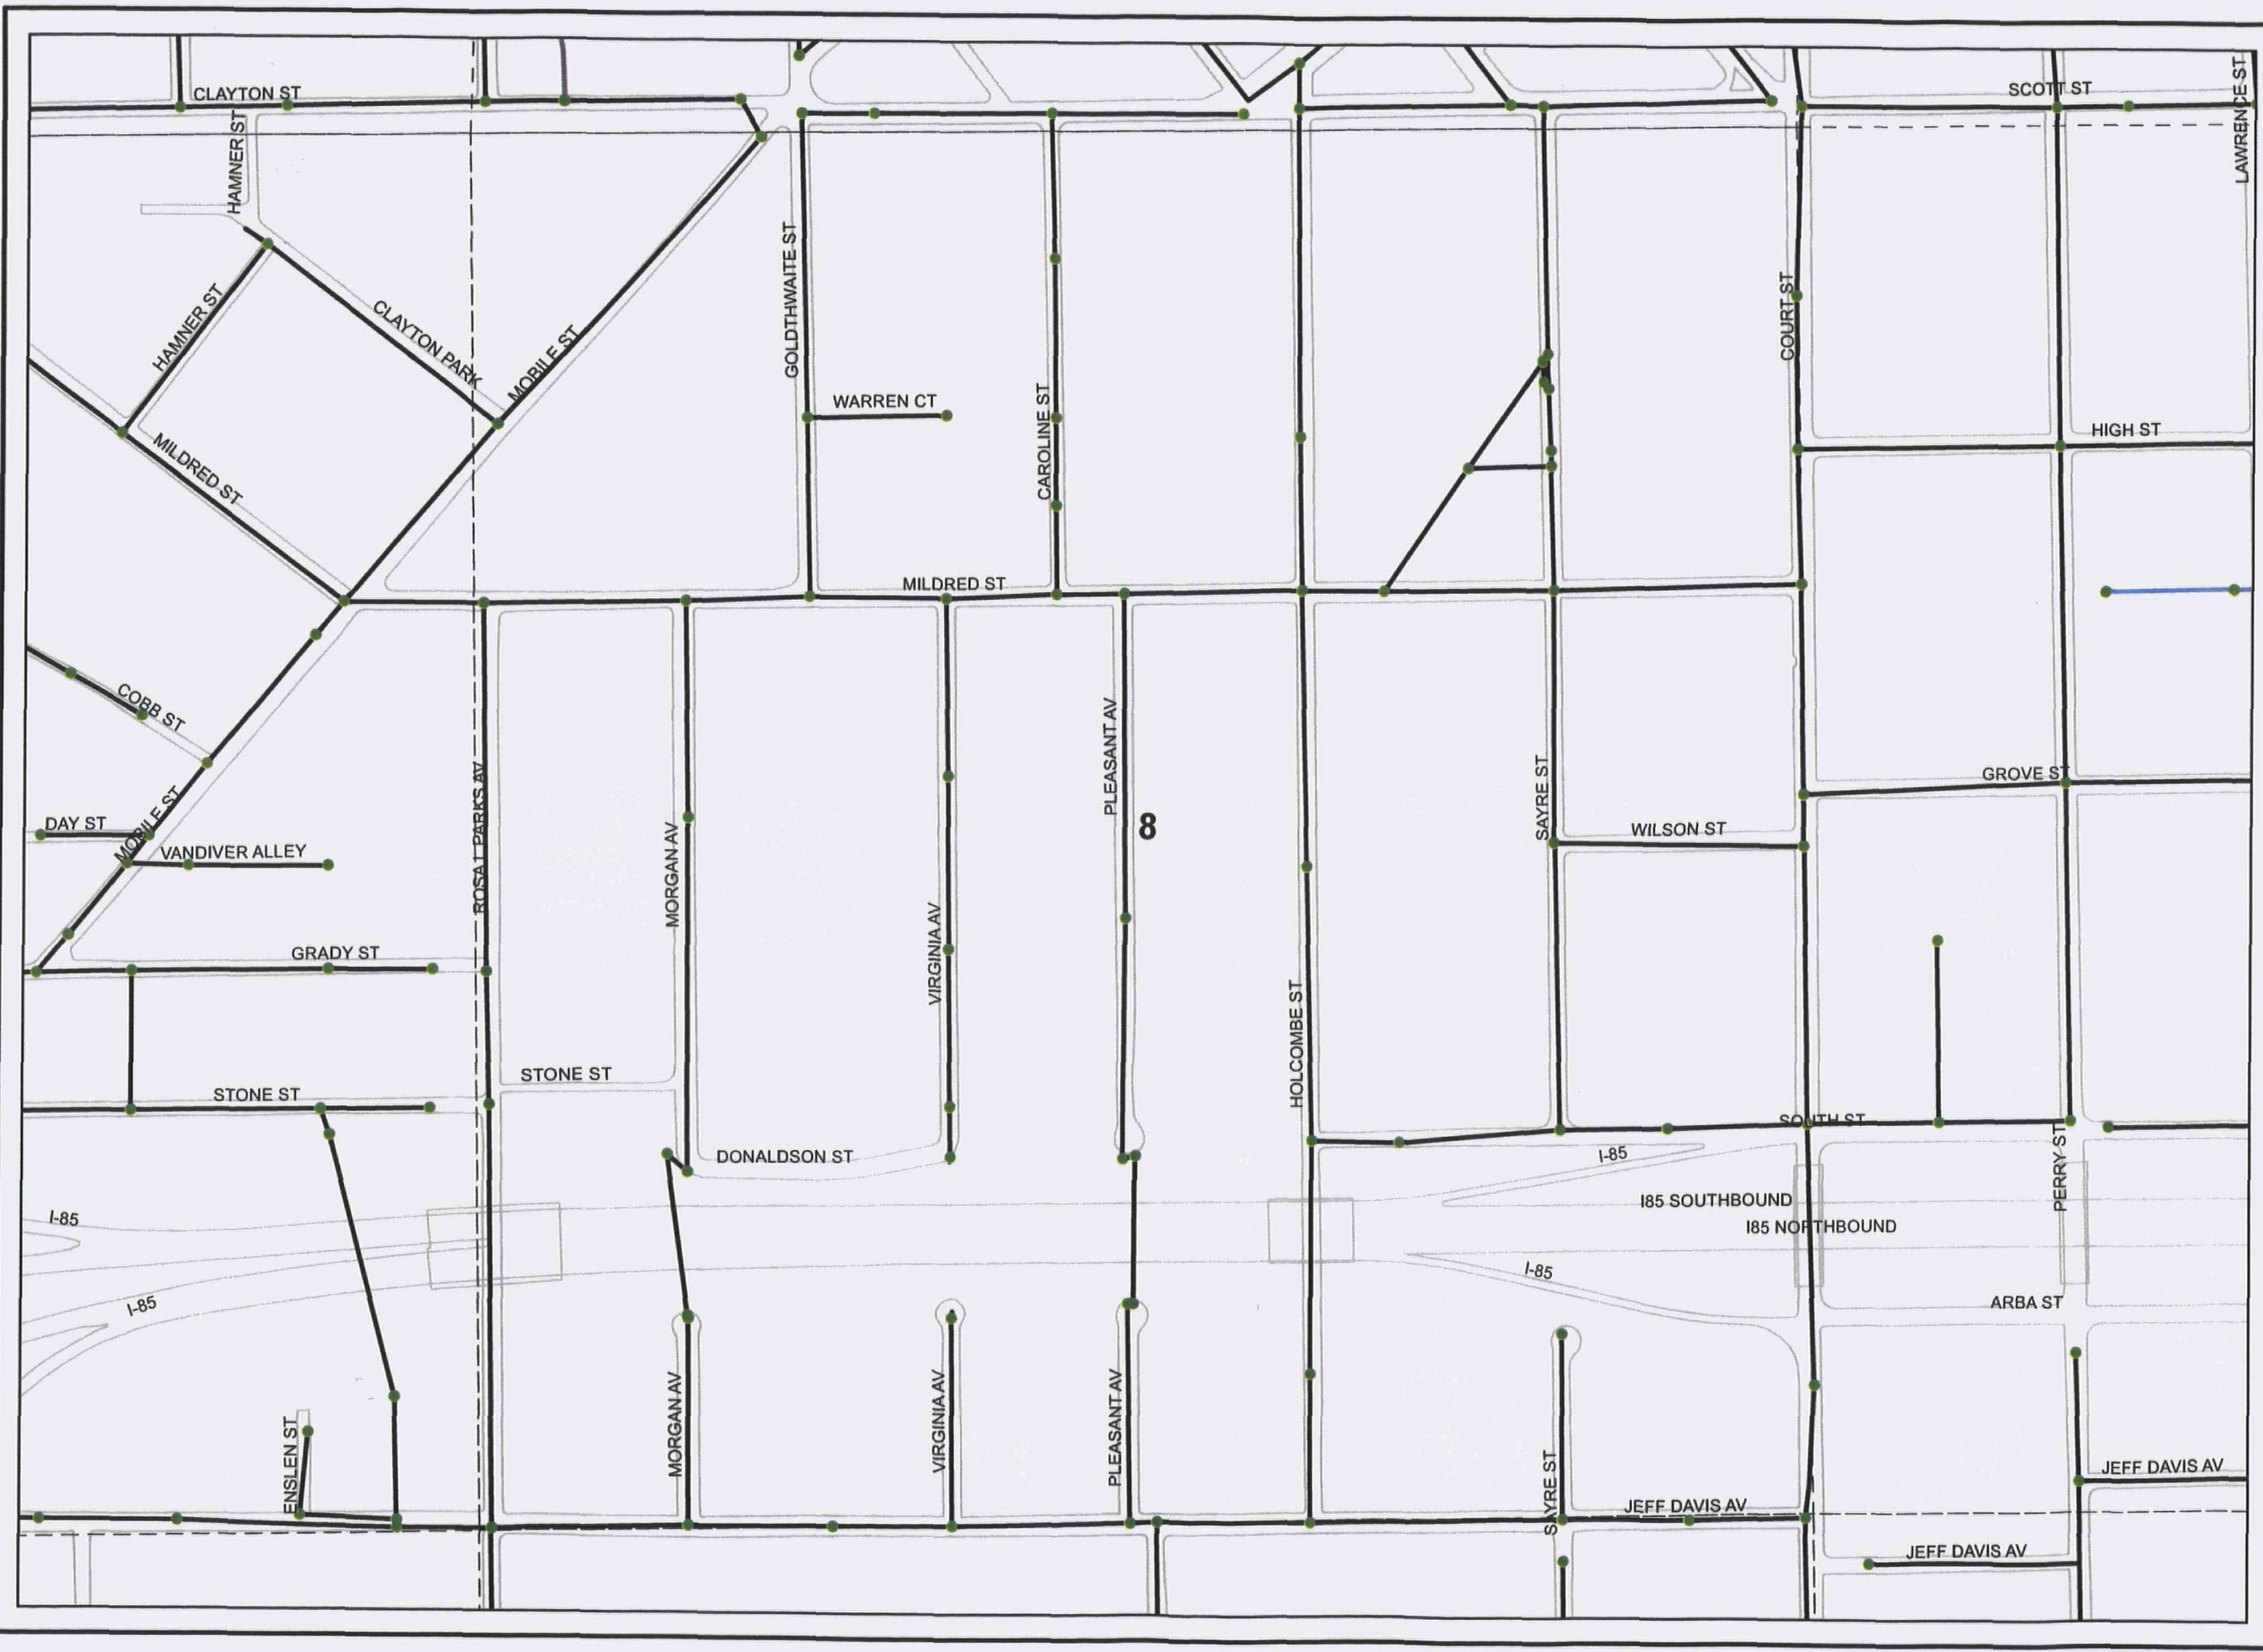 CLAYTON ST
SCOTT ST
LAWRENCE ST
HAMNER ST
HAMNER ST
CLAYTON PARK
MOBILE ST
GOLDTHWAITE ST
WARREN CT
CAROLINE ST
COURT ST
HIGH ST
MILDRED ST
MILDRED ST
COBB ST
DAY ST
MOBILE ST
VANDIVER ALLEY
ROSA L PARKS AV
MORGAN AV
VIRGINIA AV
PLEASANT AV
8
SAYRE ST
WILSON ST
GROVE ST
GRADY ST
HOLCOMBE ST
STONE ST
STONE ST
DONALDSON ST
SOUTH ST
PERRY ST
I-85
I-85
I85 SOUTHBOUND
I85 NORTHBOUND
I-85
I-85
ARBA ST
ENSLEN ST
MORGAN AV
VIRGINIA AV
PLEASANT AV
SAYRE ST
JEFF DAVIS AV
JEFF DAVIS AV
JEFF DAVIS AV